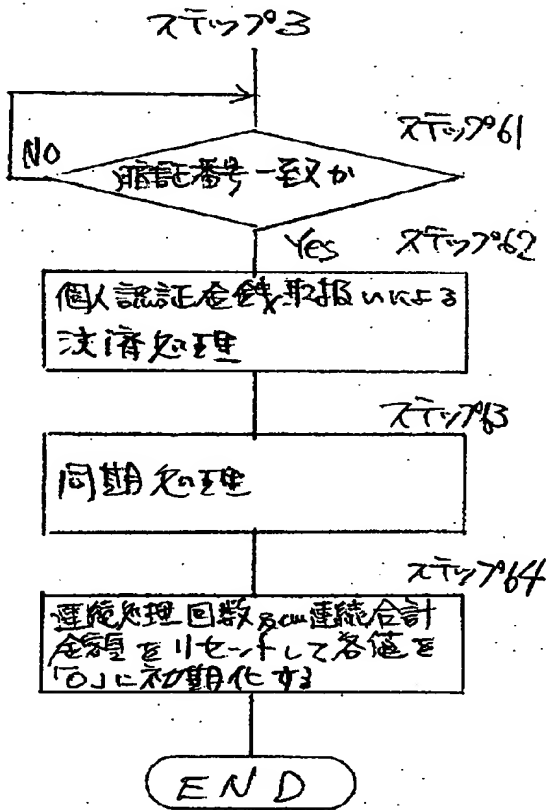 ステップ3
ステップ61
NO
暗証番号一致か
Yes
ステップ62
個人認証金銭取扱いによる
決済処理
ステップ63
同期処理
ステップ64
連続処理回数及び連続合計
金額をリセットして各値を
「0」に初期化する
END